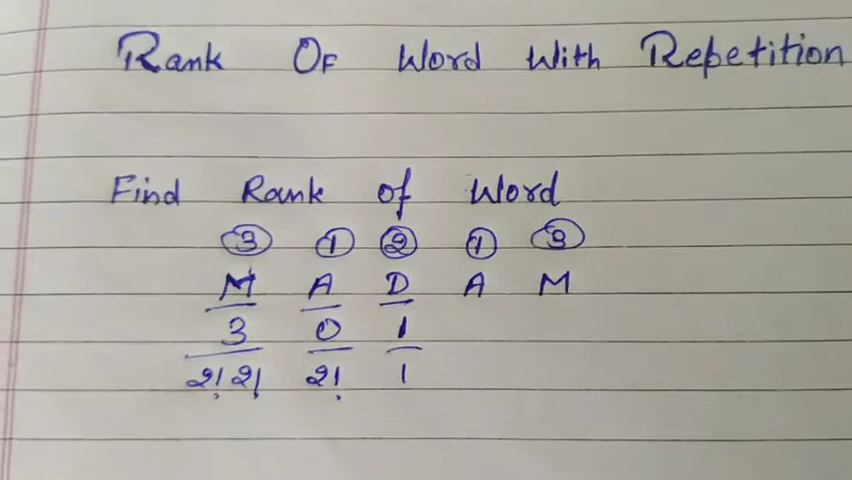 Rank Of Word With Repetition
Find Rank of Word
3 1 2 1 3
M A D A M
3 0 1
2! 2! 2! 1